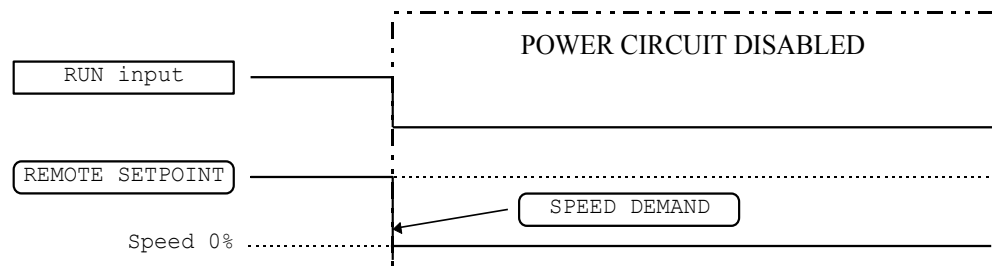 POWER CIRCUIT DISABLED
RUN input
REMOTE SETPOINT
SPEED DEMAND
Speed 0%